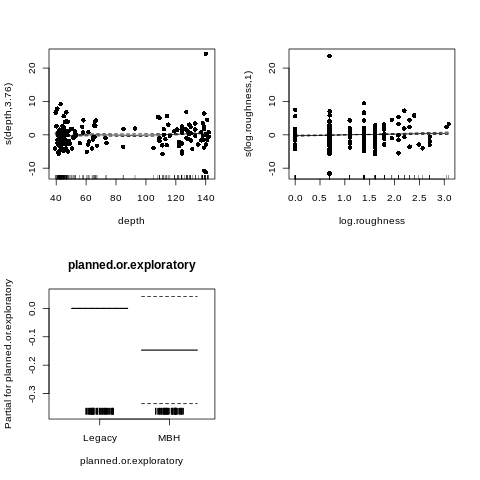 s(depth,3.76)
20
10
0
-10
40 60 80 100 120 140
depth
s(log.roughness,1)
20
10
0
-10
0.0 0.5 1.0 1.5 2.0 2.5 3.0
log.roughness
planned.or.exploratory
Partial for planned.or.exploratory
0.0
-0.1
-0.2
-0.3
Legacy MBH
planned.or.exploratory